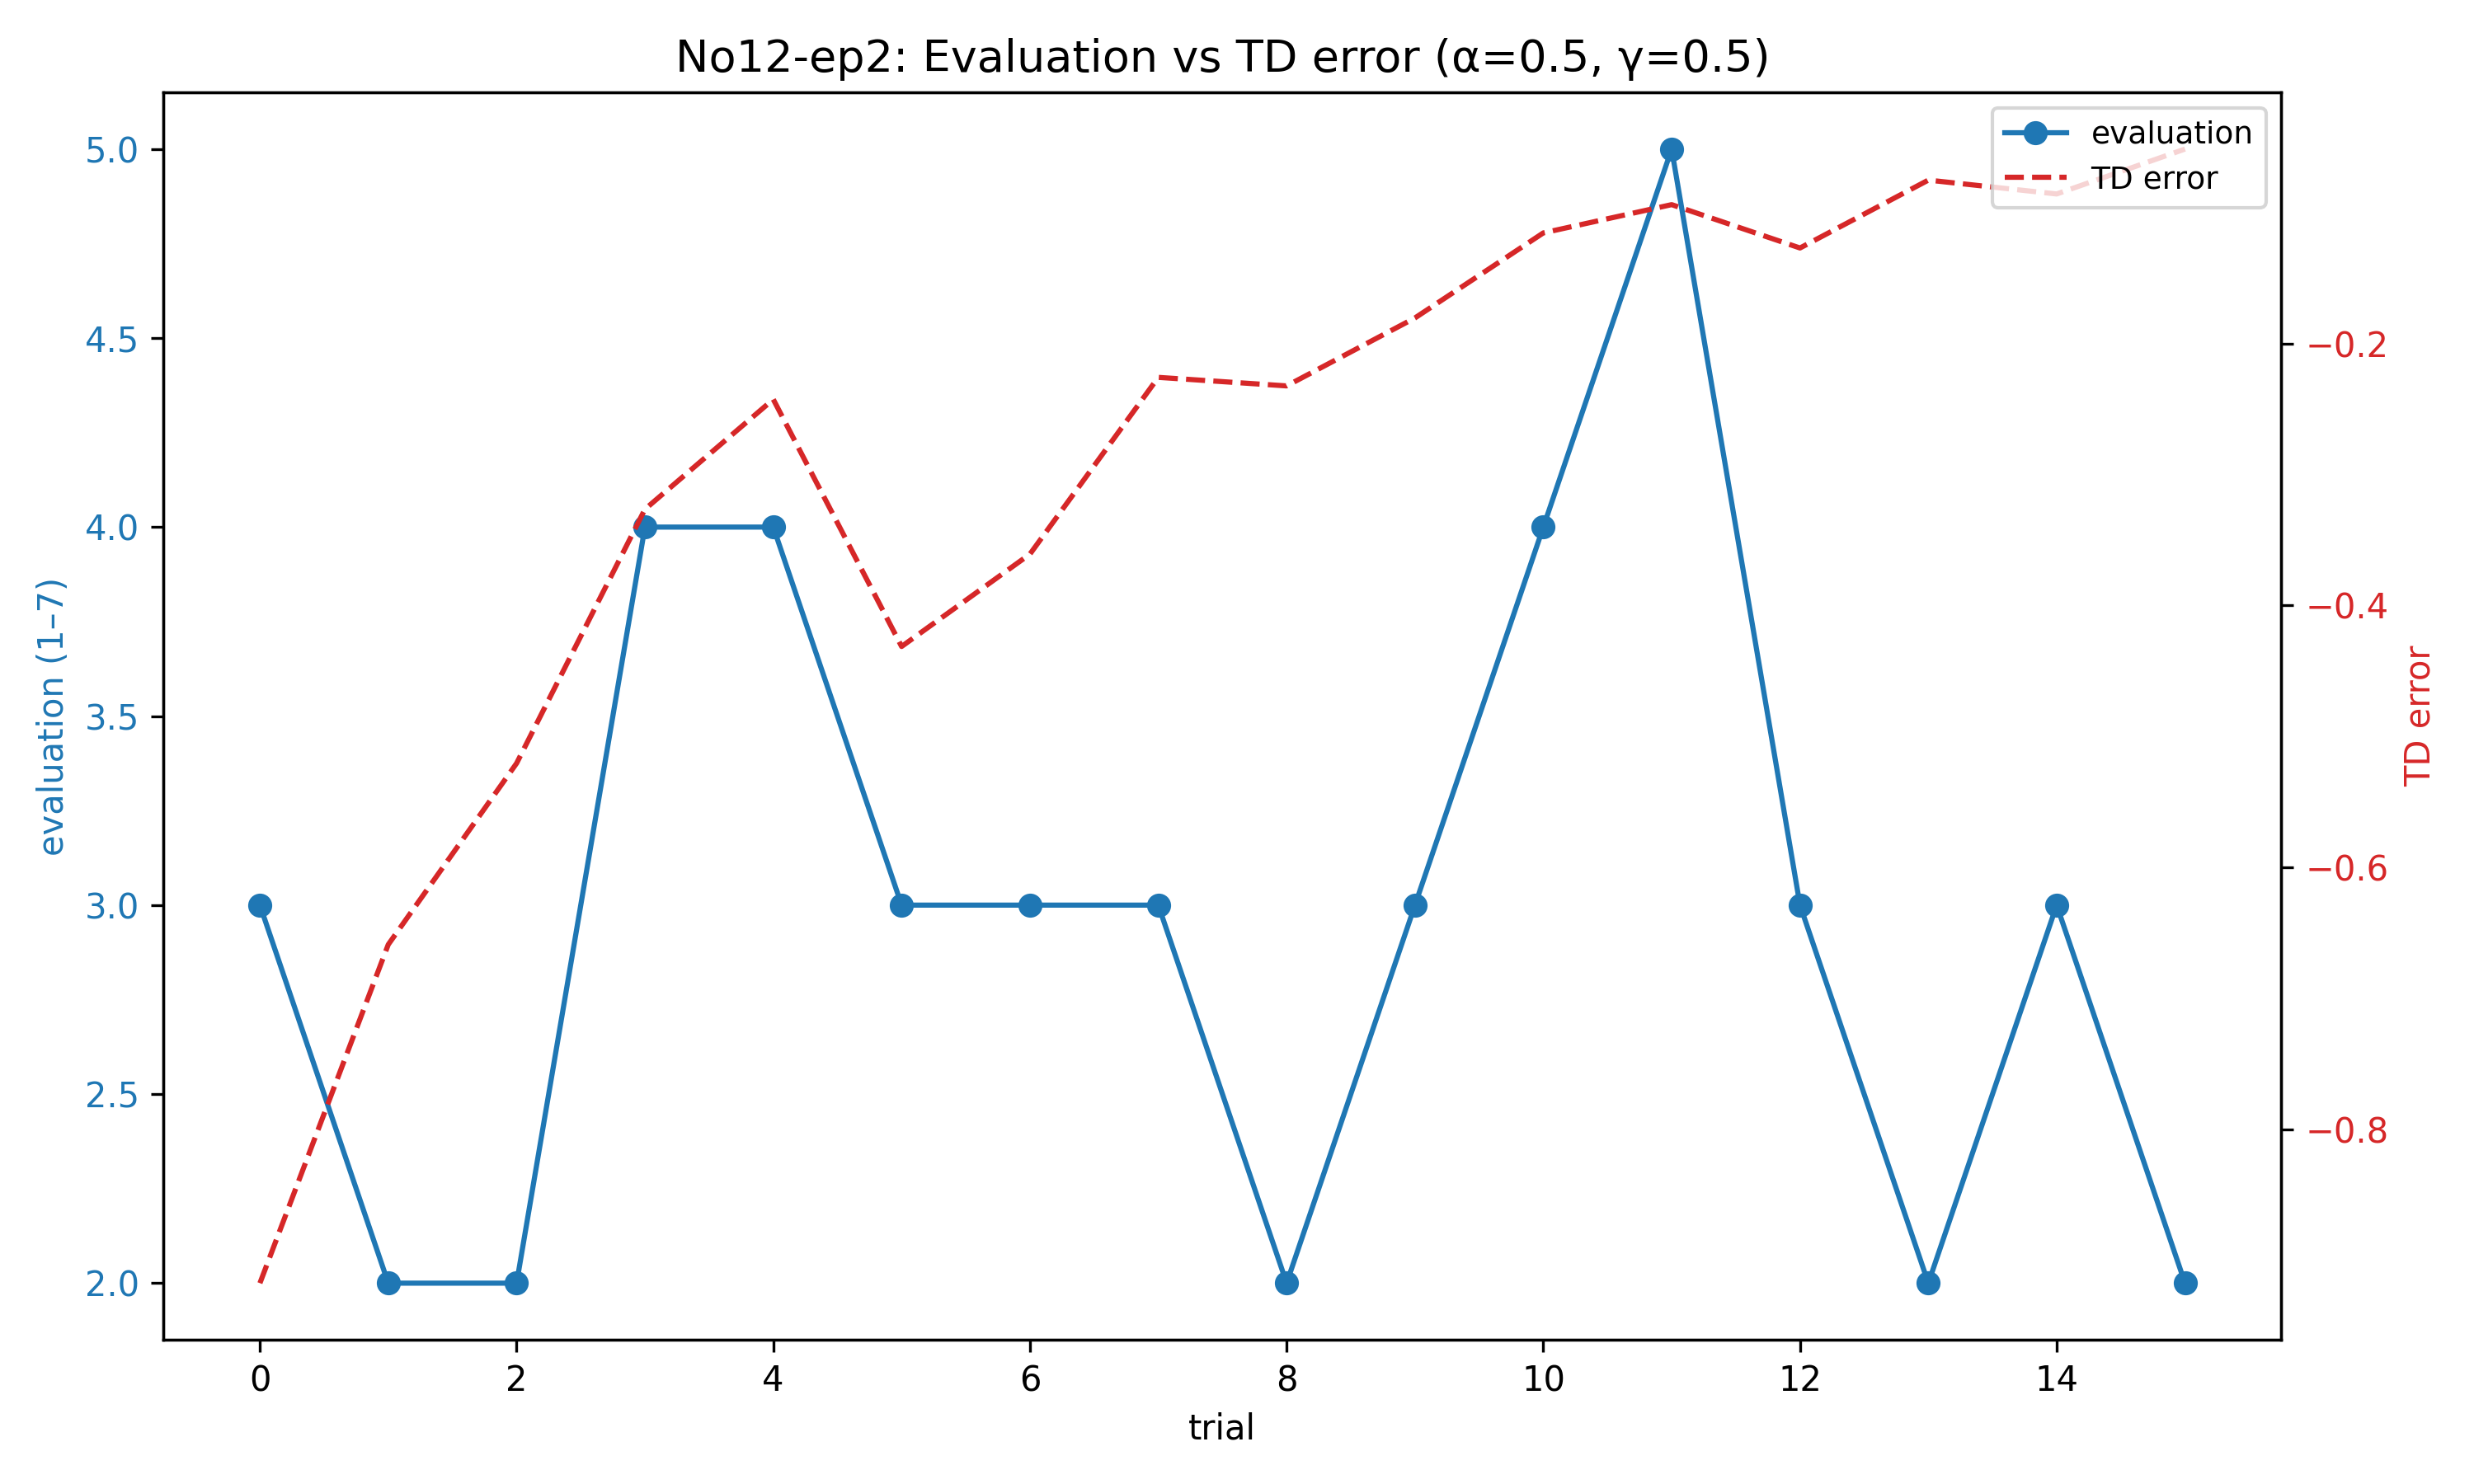 No12-ep2: Evaluation vs TD error (α=0.5, γ=0.5)
evaluation
TD error
5.0
4.5
4.0
3.5
3.0
2.5
2.0
evaluation (1–7)
−0.2
−0.4
−0.6
−0.8
TD error
0 2 4 6 8 10 12 14
trial